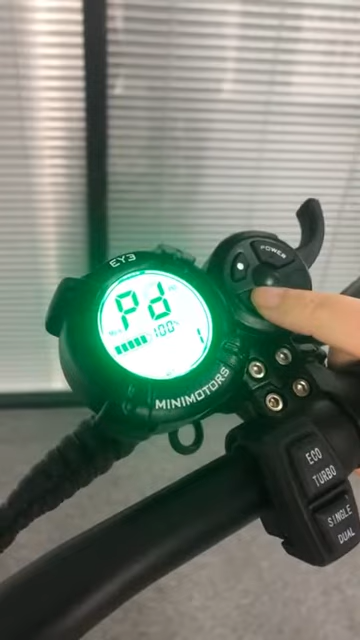 EY3
POWER
Pd
100%
1
MINIMOTORS
ECO
TURBO
SINGLE
DUAL